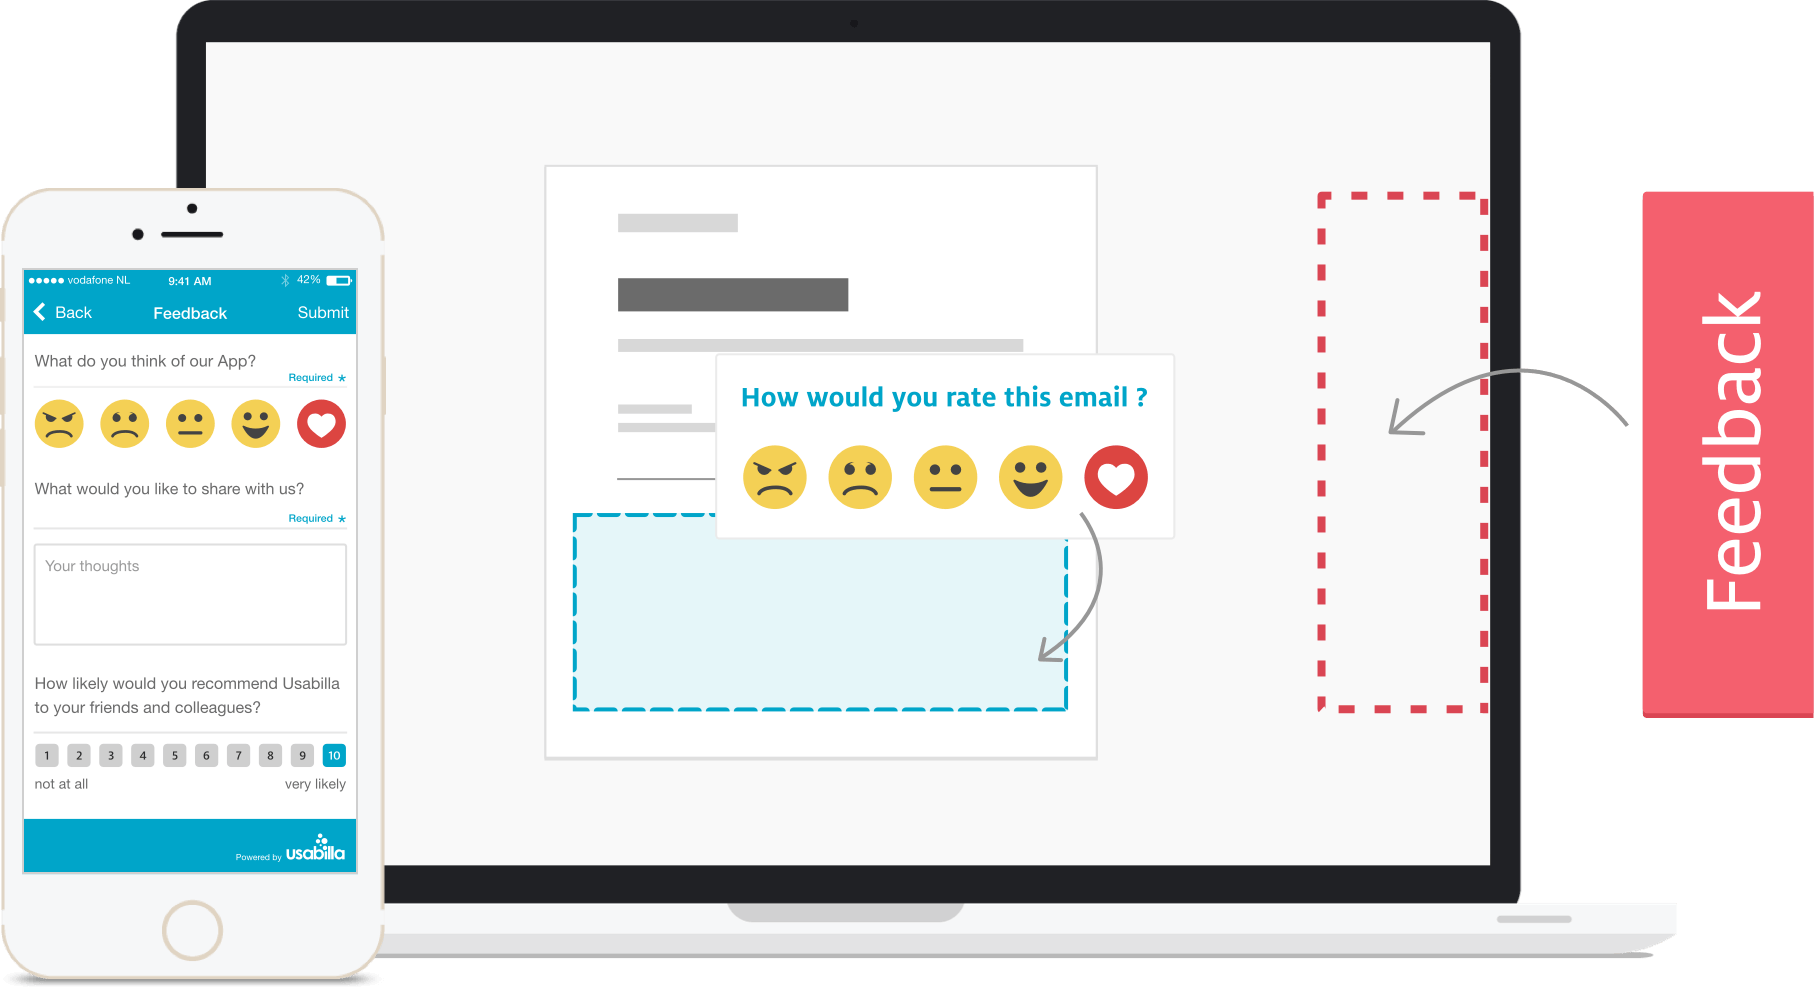 vodafone NL 9:41 AM 42%
Back Feedback Submit
What do you think of our App?
Required *
What would you like to share with us?
Required *
Your thoughts
How likely would you recommend Usabilla
to your friends and colleagues?
1 2 3 4 5 6 7 8 9 10
not at all very likely
Powered by usabilla
How would you rate this email ?
Feedback